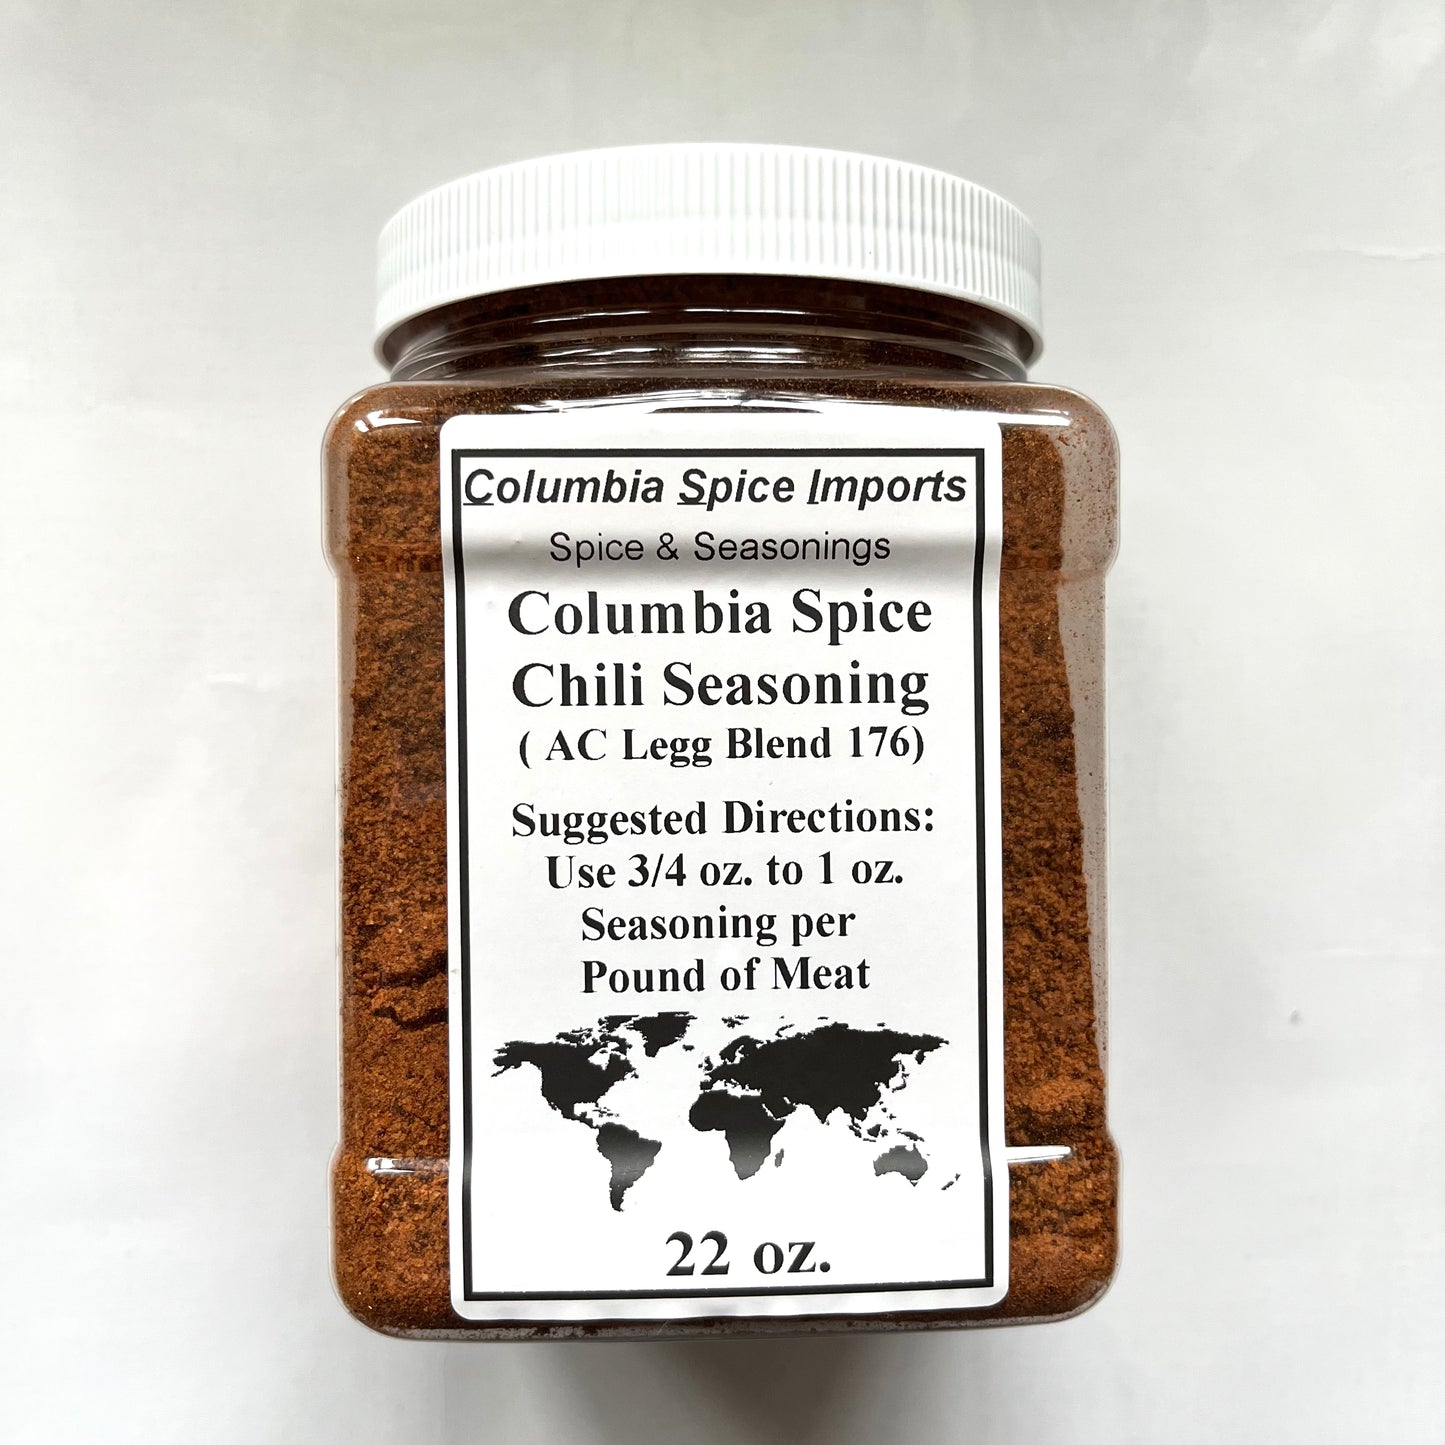 Columbia Spice Imports
Spice & Seasonings
Columbia Spice
Chili Seasoning
( AC Legg Blend 176)
Suggested Directions:
Use 3/4 oz. to 1 oz.
Seasoning per
Pound of Meat
22 oz.